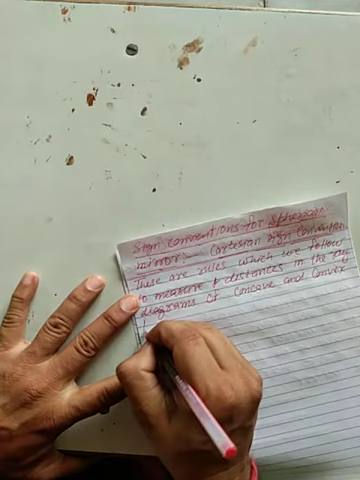 Sign conventions for Spherical
mirror:- Cartesian sign convention
These are rules which we follow
to measure distances in the ray
diagrams of Concave and Convex